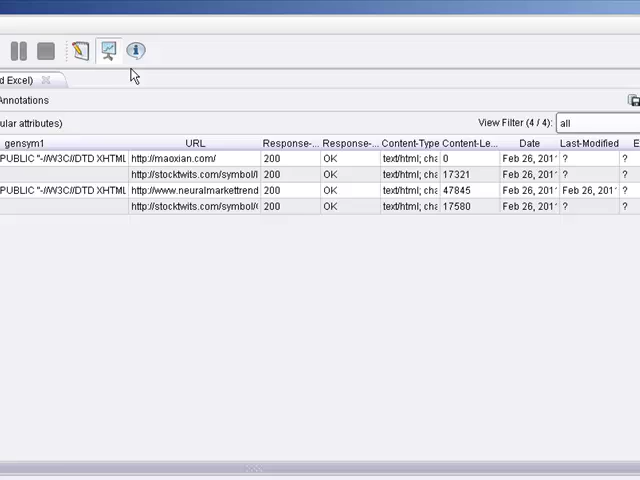 d Excel)
Annotations
ular attributes) View Filter (4 / 4): all
gensym1 URL Response-... Response-... Content-Type Content-Le... Date Last-Modified E
PUBLIC "-//W3C//DTD XHTML http://maoxian.com/ 200 OK text/html; cha 0 Feb 26, 201 ? ?
http://stocktwits.com/symbol/ 200 OK text/html; cha 17321 Feb 26, 201 ? ?
PUBLIC "-//W3C//DTD XHTML http://www.neuralmarkettrend 200 OK text/html; cha 47845 Feb 26, 201 Feb 26, 201 ?
http://stocktwits.com/symbol/ 200 OK text/html; cha 17580 Feb 26, 201 ? ?